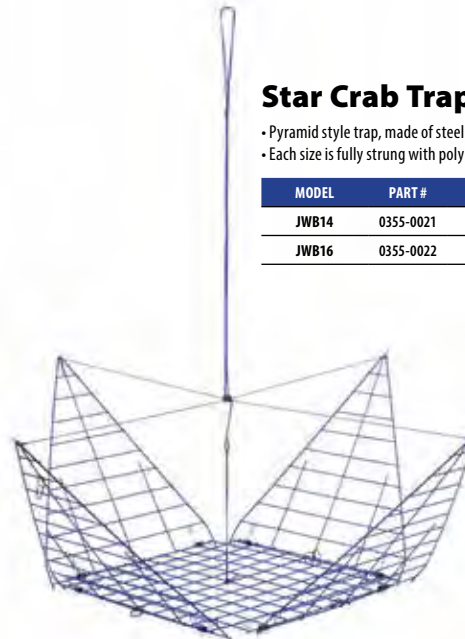 Star Crab Trap
• Pyramid style trap, made of steel
• Each size is fully strung with poly
MODEL PART #
JWB14 0355-0021
JWB16 0355-0022